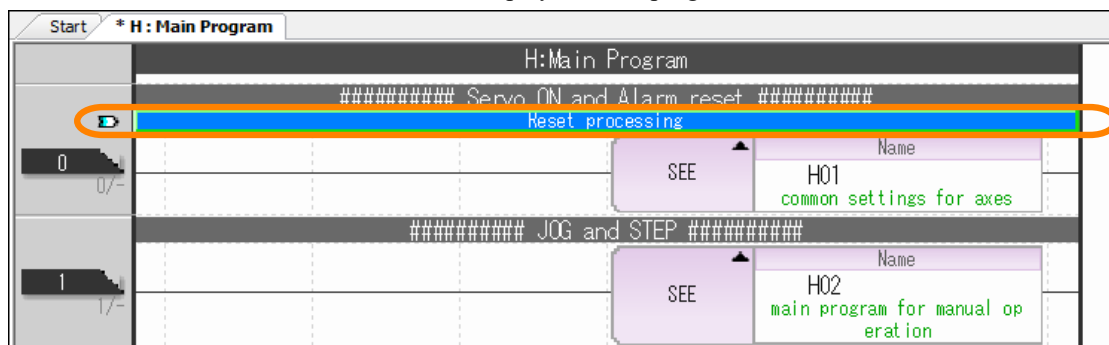 Start * H : Main Program
H:Main Program
########## Servo ON and Alarm reset ##########
Reset processing
0
0/-
SEE
Name
H01
common settings for axes
########## JOG and STEP ##########
1
1/-
SEE
Name
H02
main program for manual op
eration